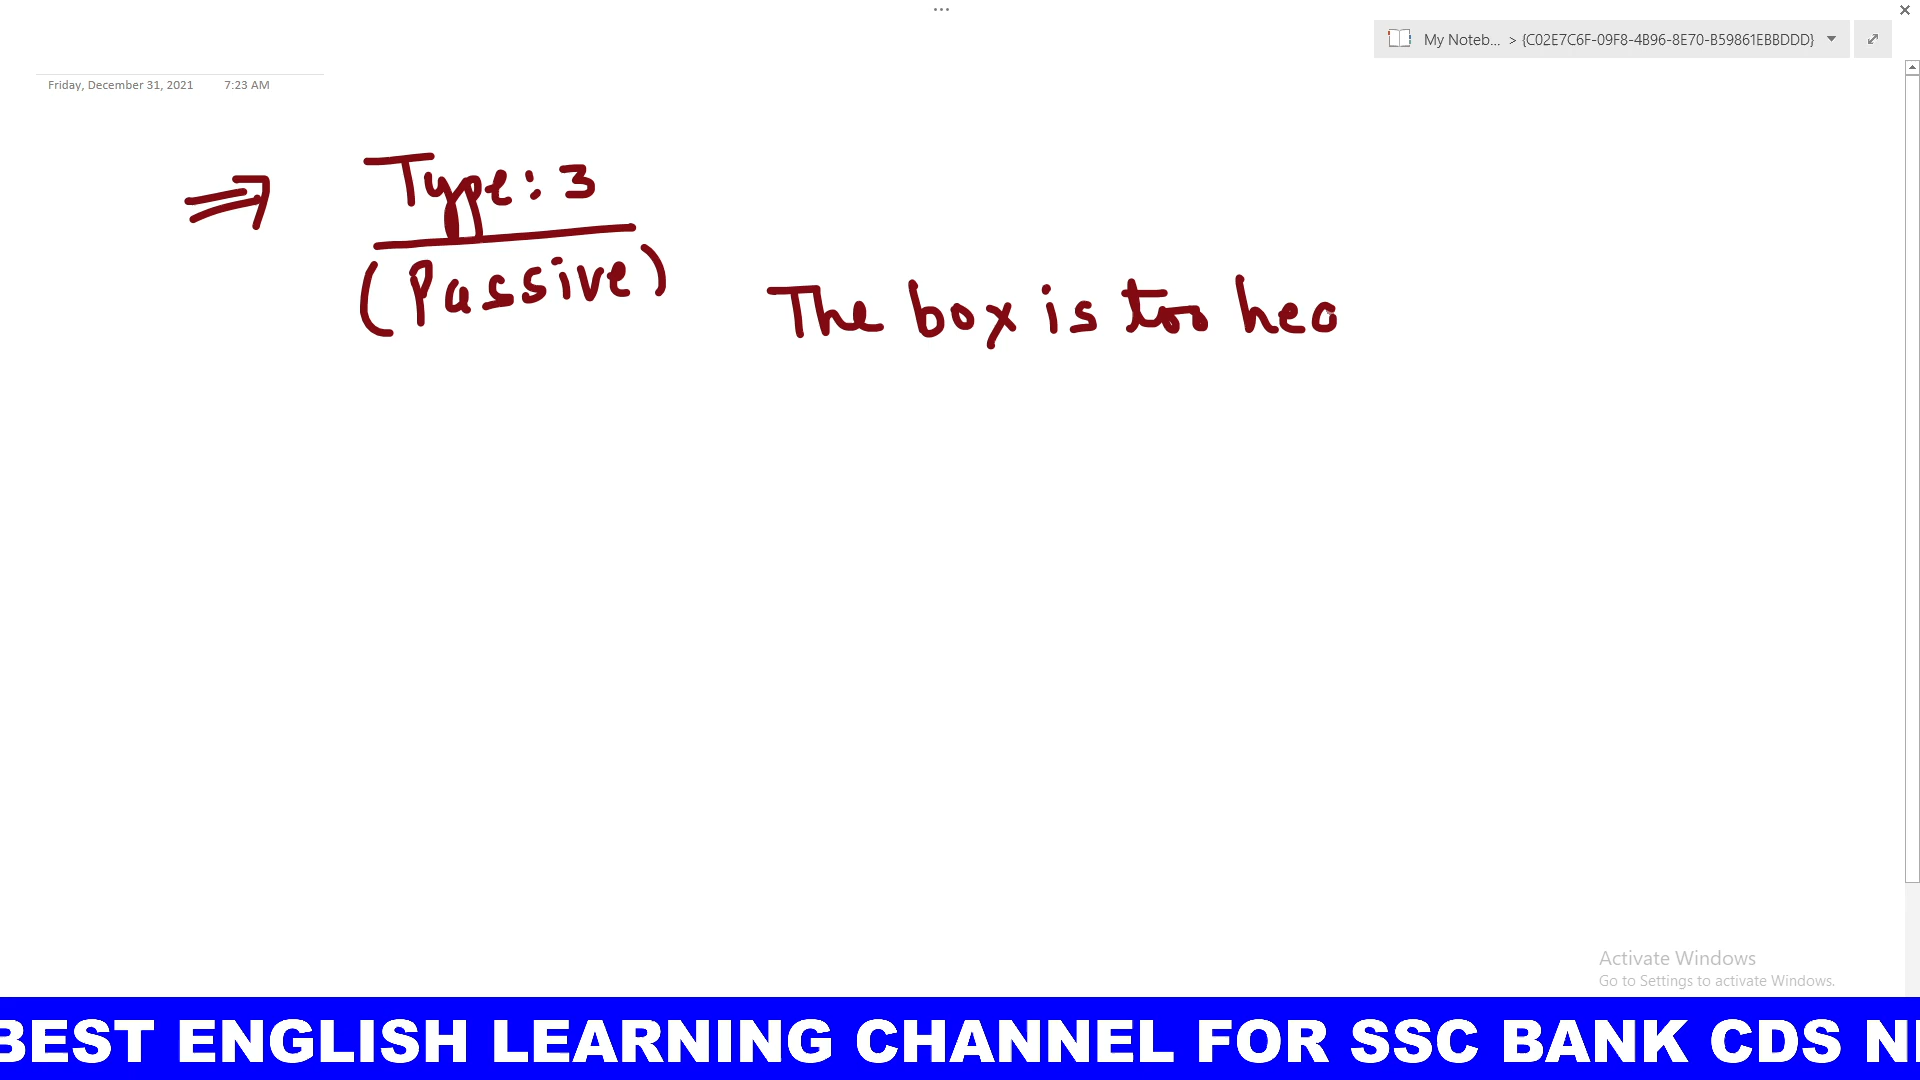 My Noteb... > {C02E7C6F-09F8-4B96-8E70-B59861EBBDDD}
Friday, December 31, 2021 7:23 AM
⇒ Type: 3
(Passive)
The box is too hea
Activate Windows
Go to Settings to activate Windows.
BEST ENGLISH LEARNING CHANNEL FOR SSC BANK CDS N